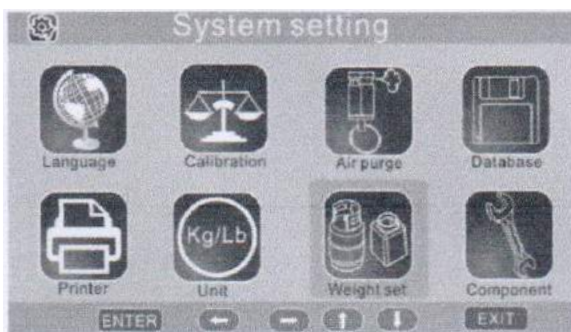 System setting
Language Calibration Air purge Database
Kg/Lb
Printer Unit Weight set Component
ENTER EXIT